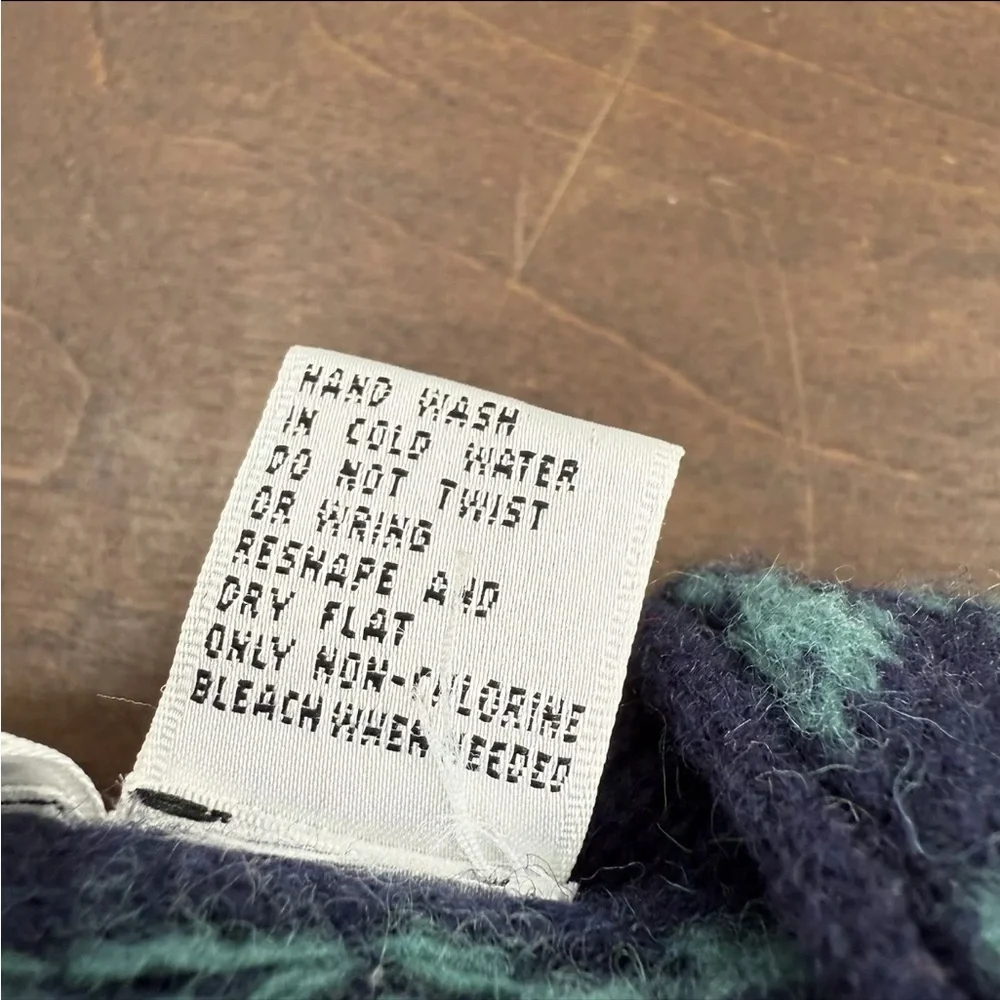 HAND WASH
IN COLD WATER
DO NOT TWIST
OR WRING
RESHAPE AND
DRY FLAT
ONLY NON-CHLORINE
BLEACH WHEN NEEDED